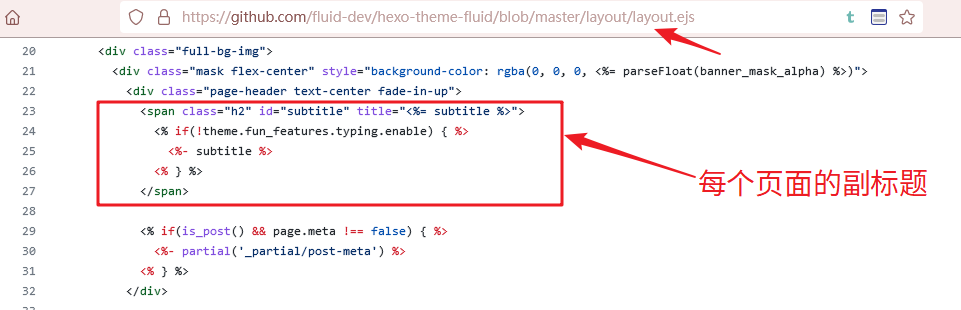 https://github.com/fluid-dev/hexo-theme-fluid/blob/master/layout/layout.ejs
t
20 <div class="full-bg-img">
21 <div class="mask flex-center" style="background-color: rgba(0, 0, 0, <%= parseFloat(banner_mask_alpha) %>)">
22 <div class="page-header text-center fade-in-up">
23 <span class="h2" id="subtitle" title="<%= subtitle %>">
24 <% if(!theme.fun_features.typing.enable) { %>
25 <%- subtitle %>
26 <% } %>
27 </span>
每个页面的副标题
28
29 <% if(is_post() && page.meta !== false) { %>
30 <%- partial('_partial/post-meta') %>
31 <% } %>
32 </div>